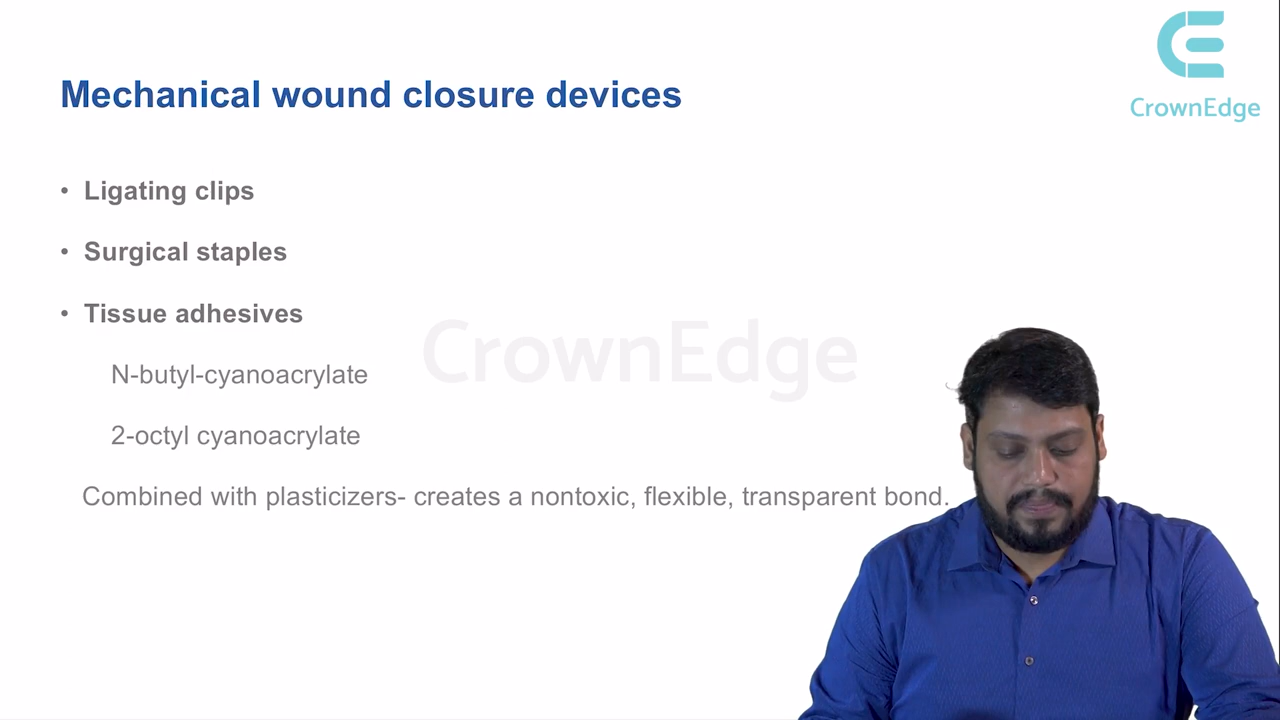 Mechanical wound closure devices
CrownEdge
• Ligating clips
• Surgical staples
• Tissue adhesives
CrownEdge
N-butyl-cyanoacrylate
2-octyl cyanoacrylate
Combined with plasticizers- creates a nontoxic, flexible, transparent bond.